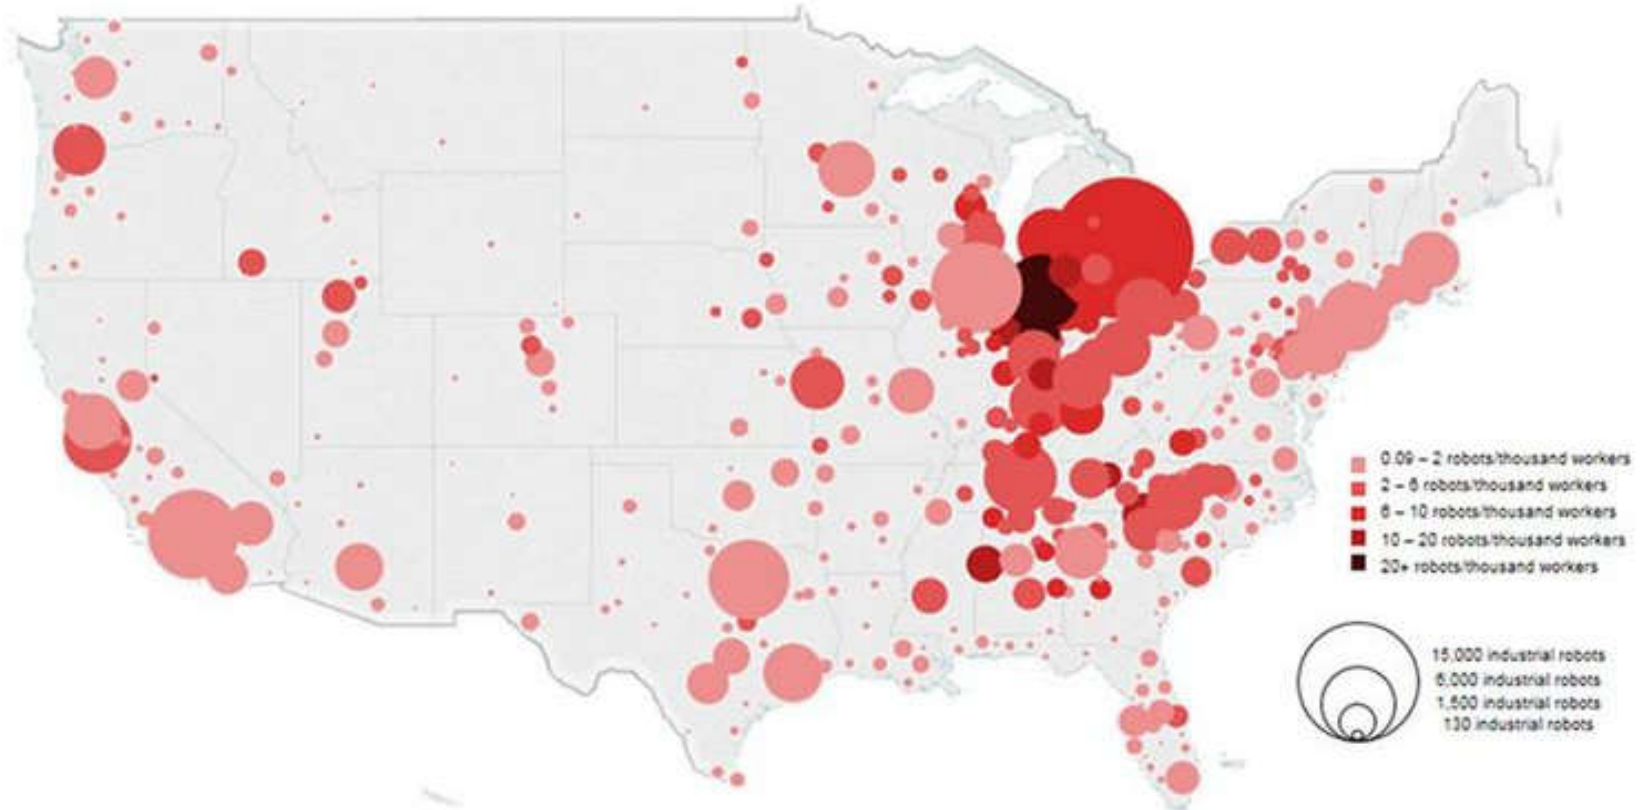 0.09 – 2 robots/thousand workers
2 – 6 robots/thousand workers
6 – 10 robots/thousand workers
10 – 20 robots/thousand workers
20+ robots/thousand workers
15,000 industrial robots
6,000 industrial robots
1,500 industrial robots
130 industrial robots